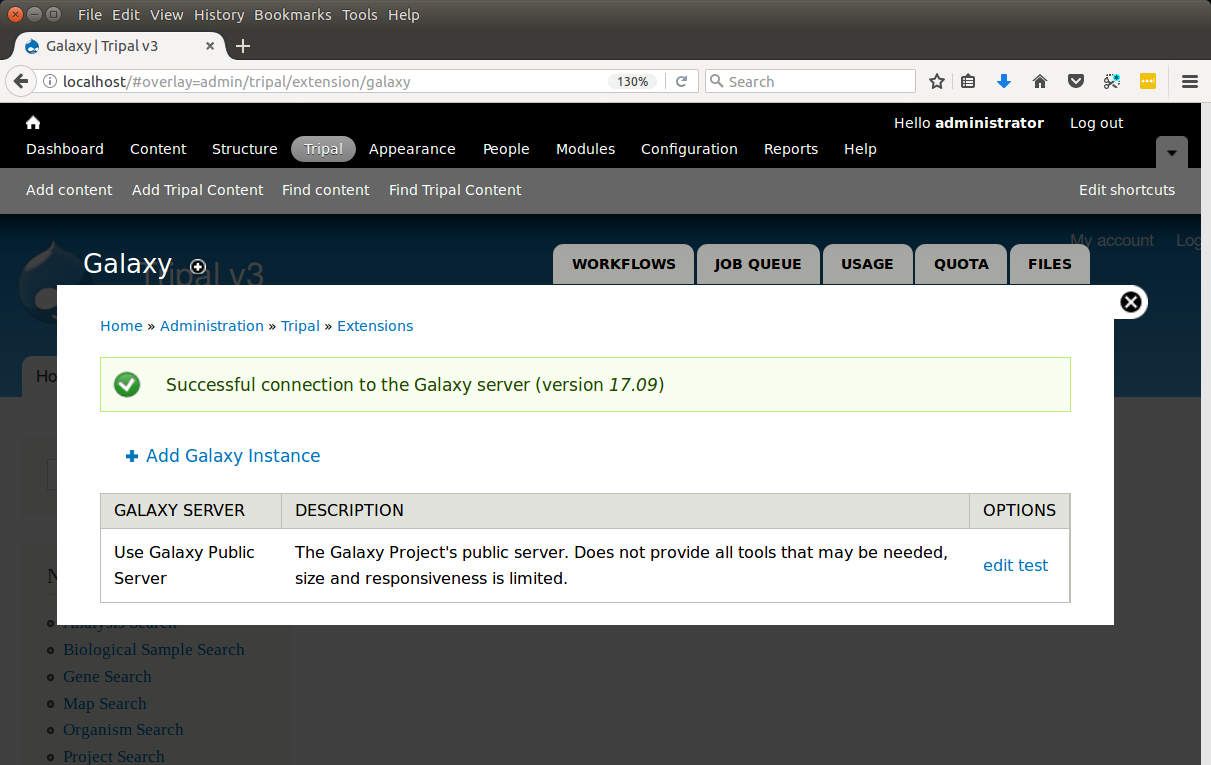 File Edit View History Bookmarks Tools Help
Galaxy | Tripal v3
localhost/#overlay=admin/tripal/extension/galaxy 130% Search
Hello administrator Log out
Dashboard Content Structure Tripal Appearance People Modules Configuration Reports Help
Add content Add Tripal Content Find content Find Tripal Content Edit shortcuts
My account
Galaxy Tripal v3 WORKFLOWS JOB QUEUE USAGE QUOTA FILES
Home » Administration » Tripal » Extensions
Successful connection to the Galaxy server (version 17.09)
Add Galaxy Instance
GALAXY SERVER DESCRIPTION OPTIONS
Use Galaxy Public Server The Galaxy Project's public server. Does not provide all tools that may be needed,
size and responsiveness is limited. edit test
Analysis Search
Biological Sample Search
Gene Search
Map Search
Organism Search
Project Search